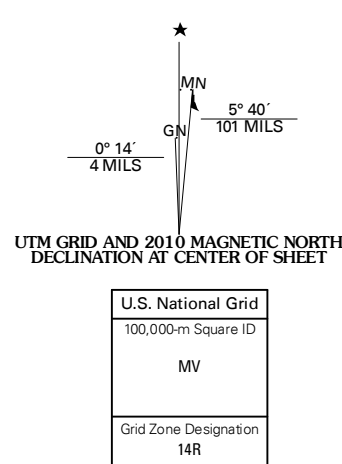 MN
5° 40´
101 MILS
GN
0° 14´
4 MILS
UTM GRID AND 2010 MAGNETIC NORTH
DECLINATION AT CENTER OF SHEET
U.S. National Grid
100,000-m Square ID
MV
Grid Zone Designation
14R